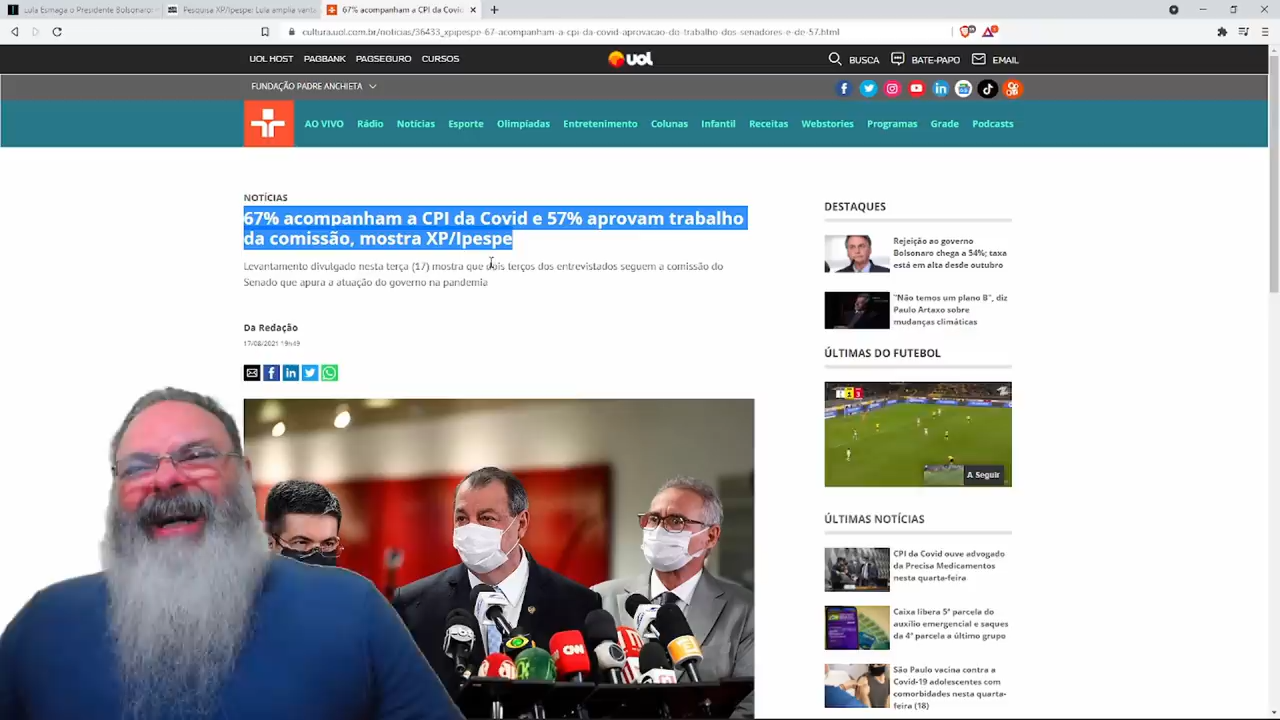 Lula Esmaga o Presidente Bolsonaro:
Pesquisa XP/Ipespe: Lula amplia vant
67% acompanham a CPI da Covid
cultura.uol.com.br/noticias/36433_xpipespe-67-acompanham-a-cpi-da-covid-aprovacao-do-trabalho-dos-senadores-e-de-57.html
UOL HOST PAGBANK PAGSEGURO CURSOS
uol
BUSCA BATE-PAPO EMAIL
FUNDAÇÃO PADRE ANCHIETA
AO VIVO Rádio Notícias Esporte Olimpíadas Entretenimento Colunas Infantil Receitas Webstories Programas Grade Podcasts
NOTÍCIAS
67% acompanham a CPI da Covid e 57% aprovam trabalho
da comissão, mostra XP/Ipespe
Levantamento divulgado nesta terça (17) mostra que dois terços dos entrevistados seguem a comissão do
Senado que apura a atuação do governo na pandemia
Da Redação
17/08/2021 19h49
CNN
DESTAQUES
Rejeição ao governo
Bolsonaro chega a 54%; taxa
está em alta desde outubro
"Não temos um plano B", diz
Paulo Artaxo sobre
mudanças climáticas
ÚLTIMAS DO FUTEBOL
A Seguir
ÚLTIMAS NOTÍCIAS
CPI da Covid ouve advogado
da Precisa Medicamentos
nesta quarta-feira
Caixa libera 5ª parcela do
auxílio emergencial e saques
da 4ª parcela a último grupo
São Paulo vacina contra a
Covid-19 adolescentes com
comorbidades nesta quarta-
feira (18)